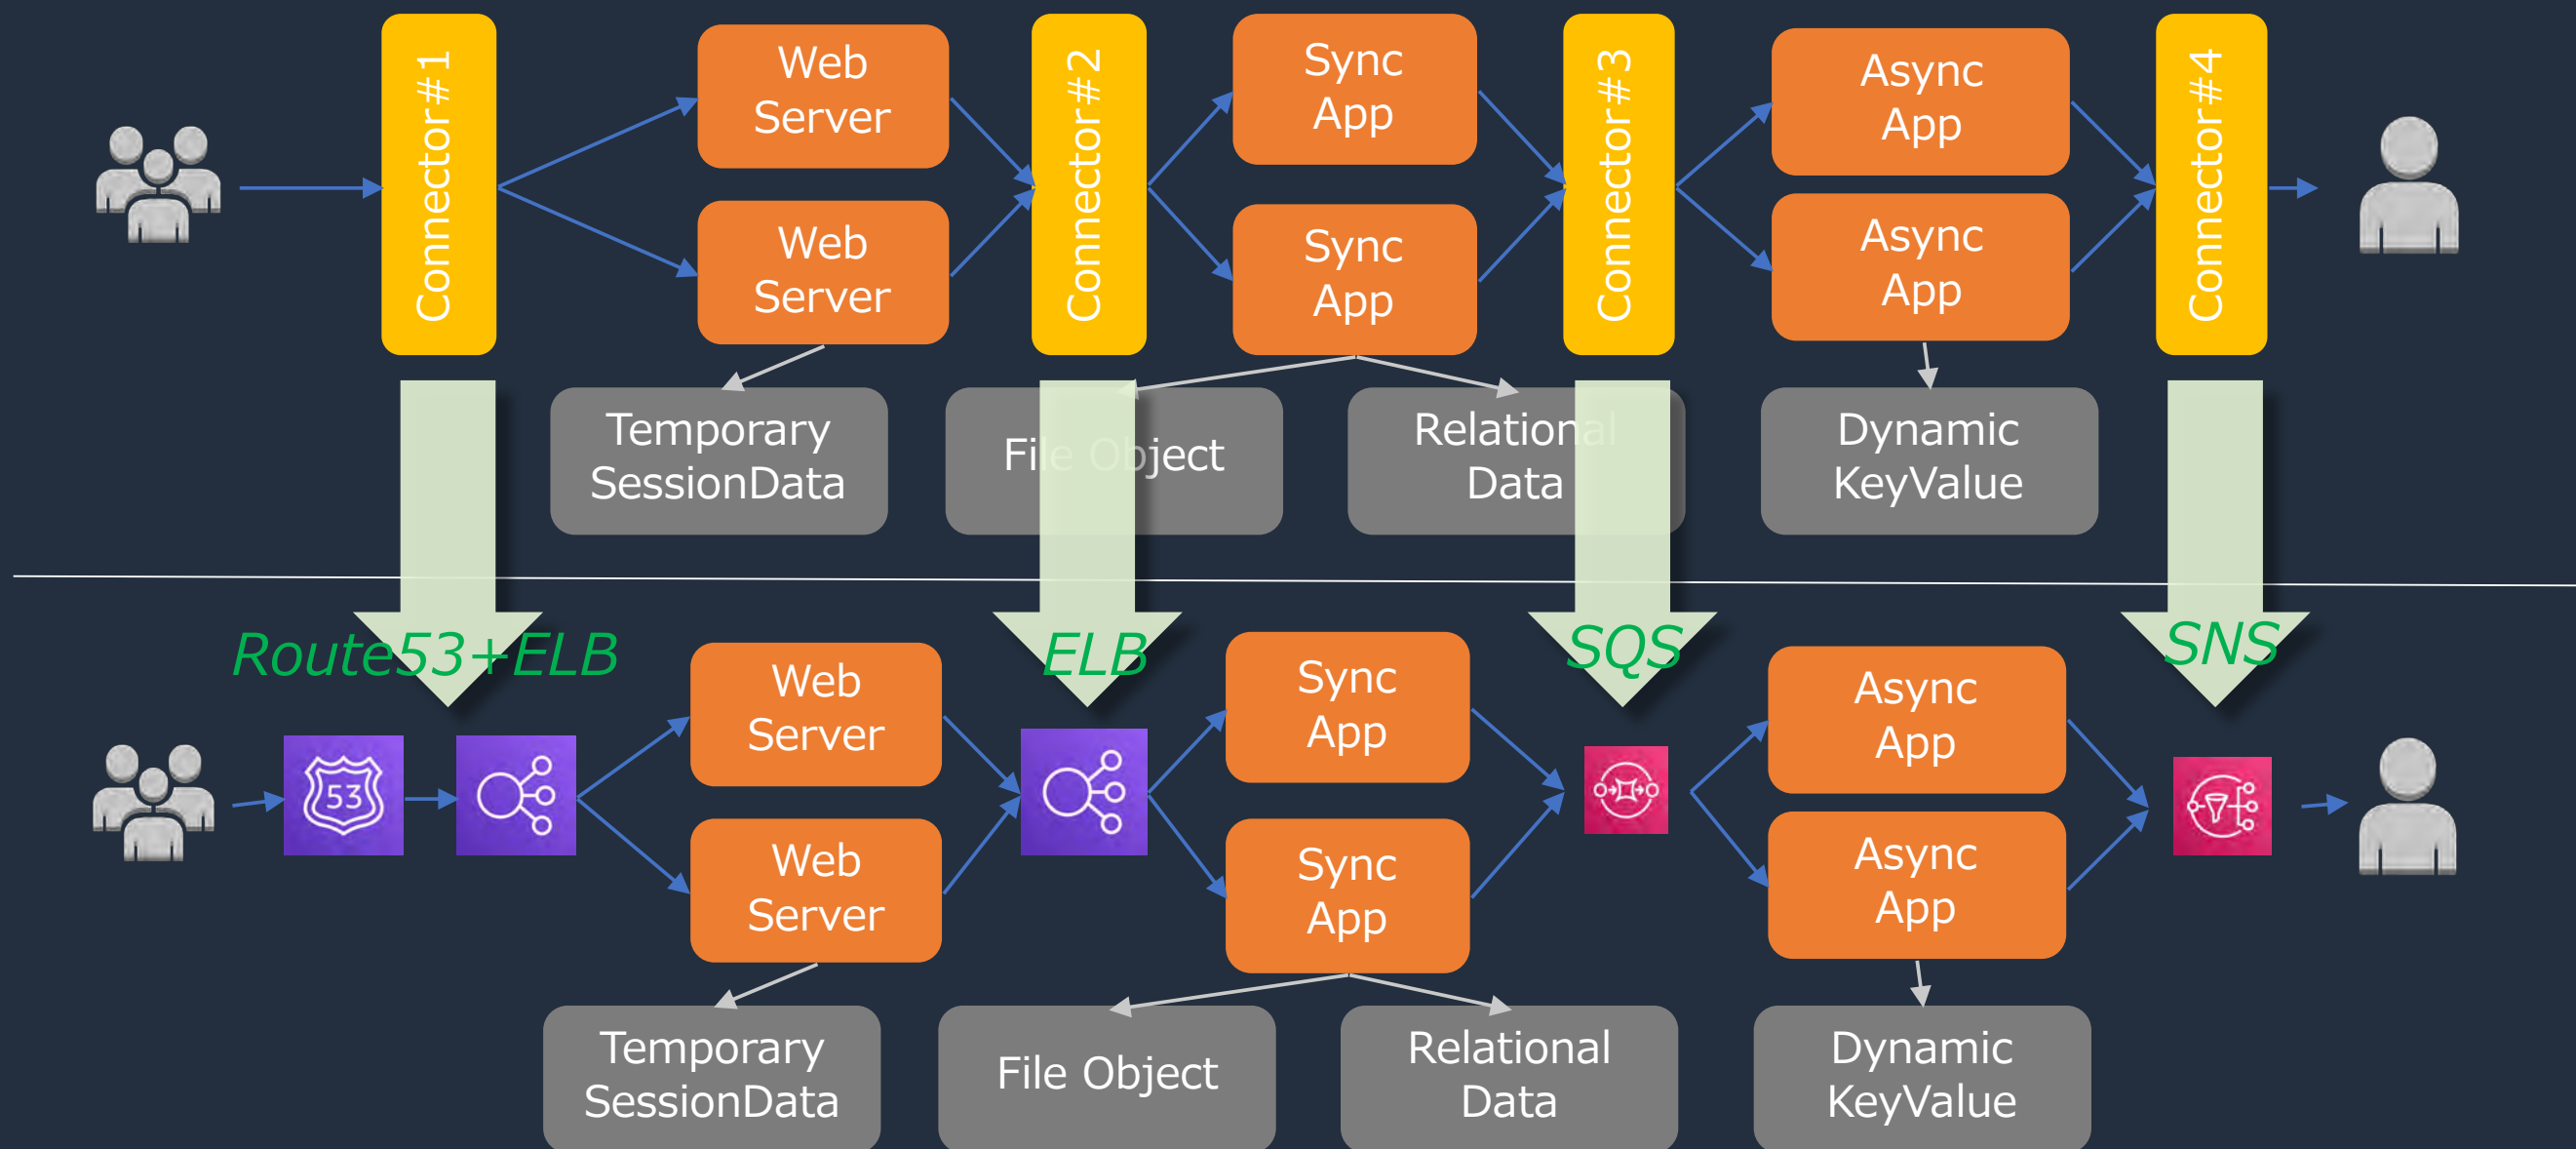 Connector#1
Web
Server
Web
Server
Connector#2
Sync
App
Sync
App
Connector#3
Async
App
Async
App
Connector#4
Temporary
SessionData
File Object
Relational
Data
Dynamic
KeyValue
Route53+ELB
ELB
SQS
SNS
53
Web
Server
Web
Server
Sync
App
Sync
App
Async
App
Async
App
Temporary
SessionData
File Object
Relational
Data
Dynamic
KeyValue